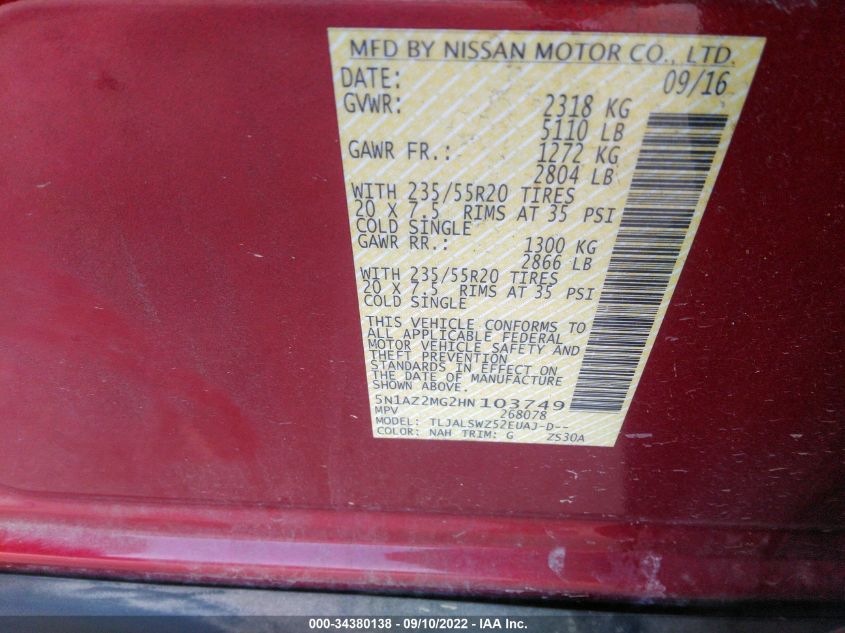 MFD BY NISSAN MOTOR CO., LTD.
DATE: 09/16
GVWR: 2318 KG
5110 LB
GAWR FR.: 1272 KG
2804 LB
WITH 235/55R20 TIRES
20 X 7.5 RIMS AT 35 PSI
COLD SINGLE
GAWR RR.: 1300 KG
2866 LB
WITH 235/55R20 TIRES
20 X 7.5 RIMS AT 35 PSI
COLD SINGLE
THIS VEHICLE CONFORMS TO
ALL APPLICABLE FEDERAL
MOTOR VEHICLE SAFETY AND
THEFT PREVENTION
STANDARDS IN EFFECT ON
THE DATE OF MANUFACTURE
SHOWN ABOVE.
5N1AZ2MG2HN103749
MPV 268078
MODEL: TLJALSWZ52EUAJ-D--
COLOR: NAH TRIM: G ZS30A
000-34380138 - 09/10/2022 - IAA Inc.